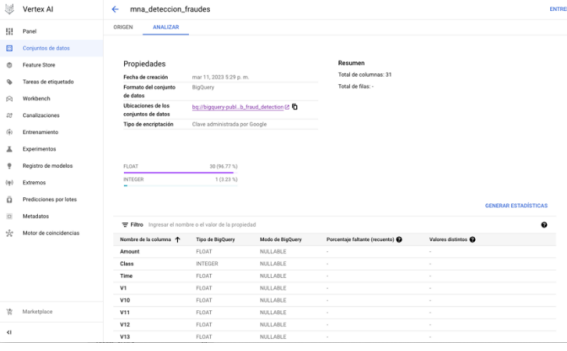 Vertex AI
mna_deteccion_fraudes
ENTRE
ORIGEN
ANALIZAR
Panel
Conjuntos de datos
Feature Store
Tareas de etiquetado
Workbench
Canalizaciones
Entrenamiento
Experimentos
Registro de modelos
Extremos
Predicciones por lotes
Metadatos
Motor de coincidencias
Marketplace
Propiedades
Fecha de creación mar 11, 2023 5:29 p. m.
Formato del conjunto BigQuery
de datos
Ubicaciones de los bq://bigquery-publ...b_fraud_detection
conjuntos de datos
Tipo de encriptación Clave administrada por Google
Resumen
Total de columnas: 31
Total de filas: -
FLOAT 30 (96.77 %)
INTEGER 1 (3.23 %)
GENERAR ESTADÍSTICAS
Filtro Ingresar el nombre o el valor de la propiedad
Nombre de la columna Tipo de BigQuery Modo de BigQuery Porcentaje faltante (recuento) Valores distintos
Amount FLOAT NULLABLE - -
Class INTEGER NULLABLE - -
Time FLOAT NULLABLE - -
V1 FLOAT NULLABLE - -
V10 FLOAT NULLABLE - -
V11 FLOAT NULLABLE - -
V12 FLOAT NULLABLE - -
V13 FLOAT NULLABLE - -